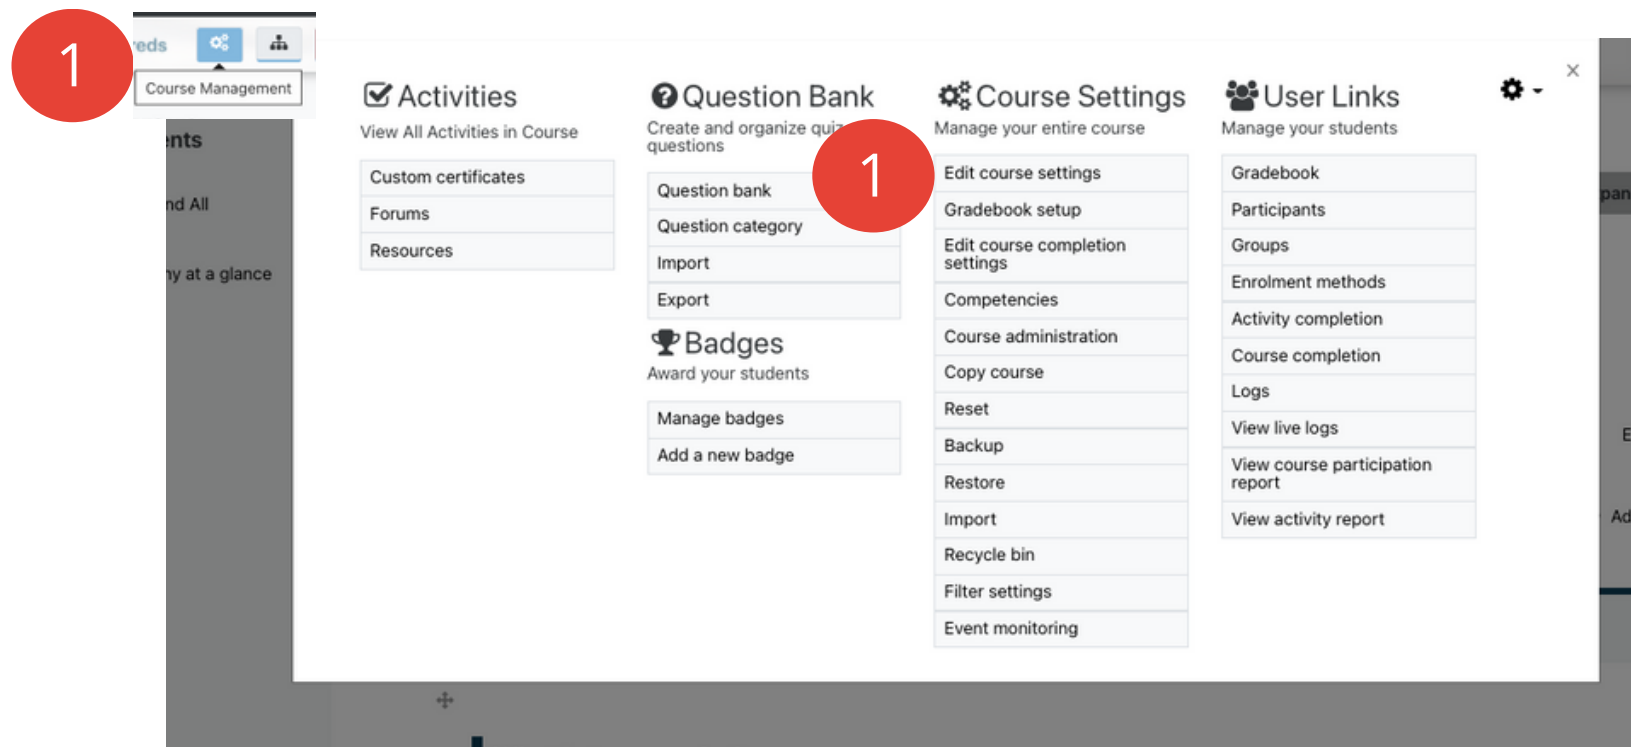 1
eds
Course Management
nts
nd All
ny at a glance
Activities
View All Activities in Course
Custom certificates
Forums
Resources
Question Bank
Create and organize quiz
questions
Question bank
Question category
Import
Export
Badges
Award your students
Manage badges
Add a new badge
1
Course Settings
Manage your entire course
Edit course settings
Gradebook setup
Edit course completion
settings
Competencies
Course administration
Copy course
Reset
Backup
Restore
Import
Recycle bin
Filter settings
Event monitoring
User Links
Manage your students
Gradebook
Participants
Groups
Enrolment methods
Activity completion
Course completion
Logs
View live logs
View course participation
report
View activity report
×
pan
E
Ad